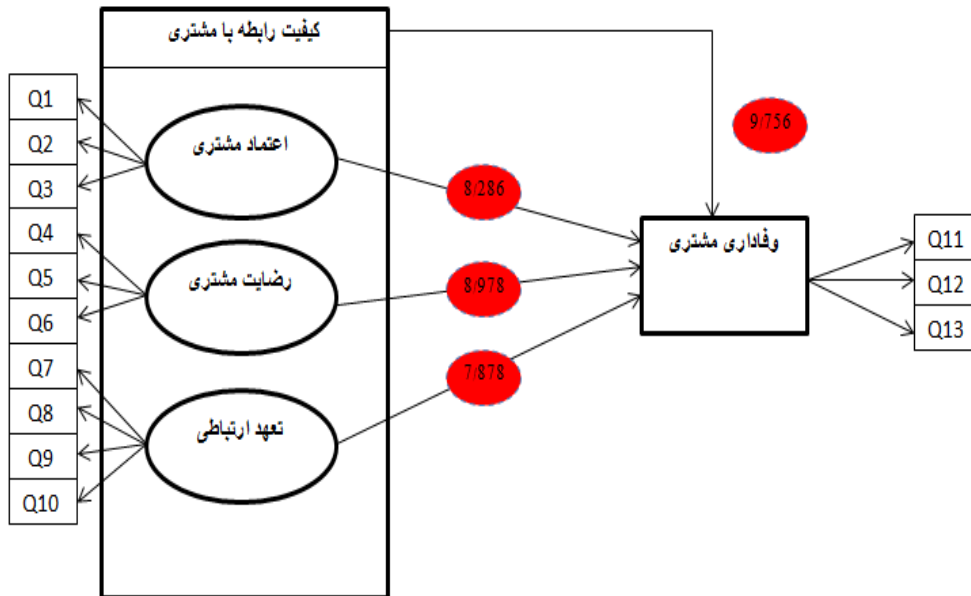 کیفیت رابطه با مشتری
Q1
Q2
Q3
Q4
Q5
Q6
Q7
Q8
Q9
Q10
اعتماد مشتری
رضایت مشتری
تعهد ارتباطی
9/756
8/286
8/978
7/878
وفاداری مشتری
Q11
Q12
Q13